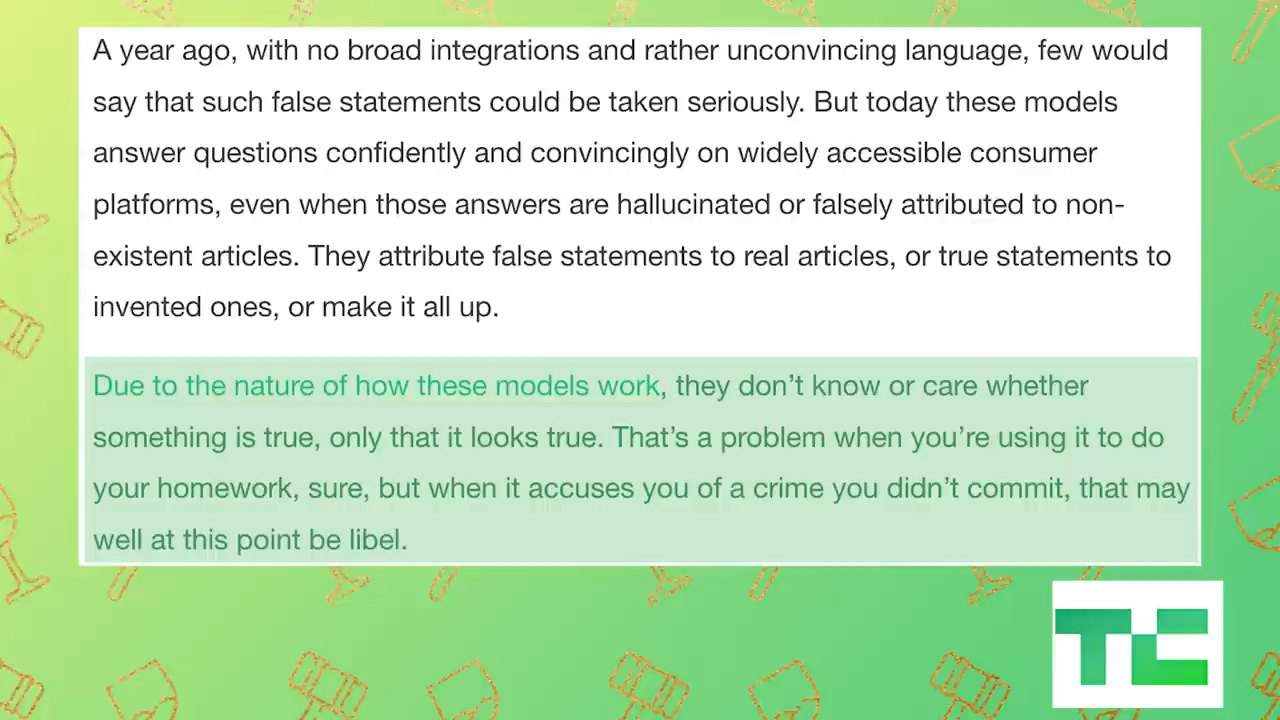 A year ago, with no broad integrations and rather unconvincing language, few would
say that such false statements could be taken seriously. But today these models
answer questions confidently and convincingly on widely accessible consumer
platforms, even when those answers are hallucinated or falsely attributed to non-
existent articles. They attribute false statements to real articles, or true statements to
invented ones, or make it all up.
Due to the nature of how these models work, they don’t know or care whether
something is true, only that it looks true. That’s a problem when you’re using it to do
your homework, sure, but when it accuses you of a crime you didn’t commit, that may
well at this point be libel.
TC